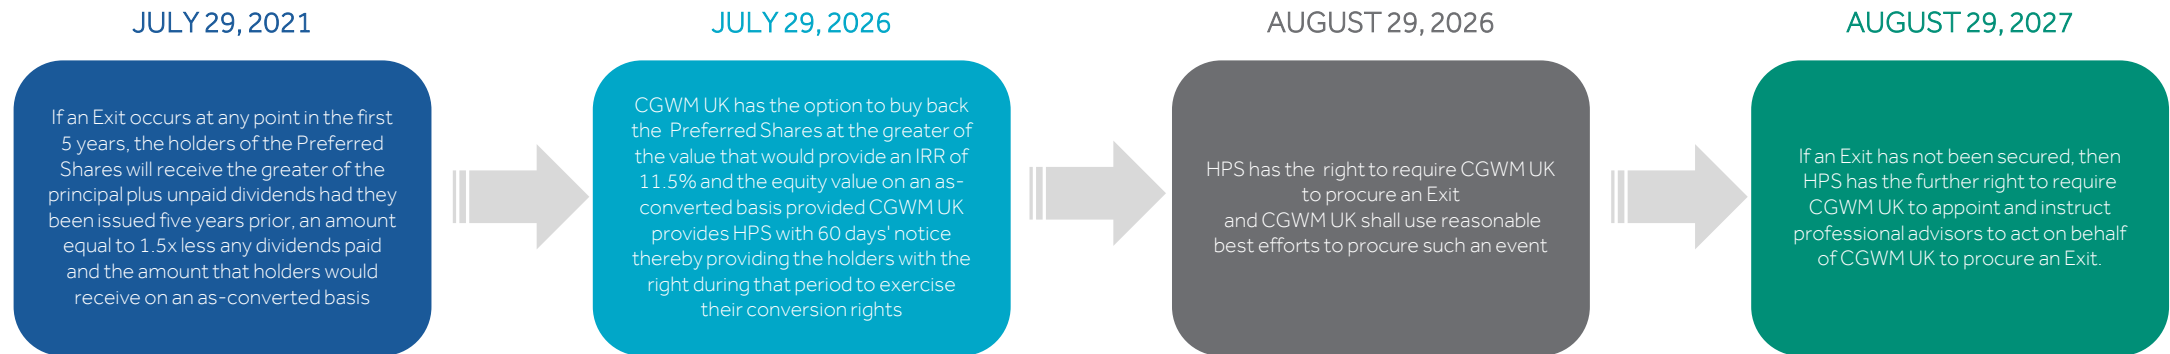 JULY 29, 2021
If an Exit occurs at any point in the first
5 years, the holders of the Preferred
Shares will receive the greater of the
principal plus unpaid dividends had they
been issued five years prior, an amount
equal to 1.5x less any dividends paid
and the amount that holders would
receive on an as-converted basis
JULY 29, 2026
CGWM UK has the option to buy back
the Preferred Shares at the greater of
the value that would provide an IRR of
11.5% and the equity value on an as-
converted basis provided CGWM UK
provides HPS with 60 days' notice
thereby providing the holders with the
right during that period to exercise
their conversion rights
AUGUST 29, 2026
HPS has the right to require CGWM UK
to procure an Exit
and CGWM UK shall use reasonable
best efforts to procure such an event
AUGUST 29, 2027
If an Exit has not been secured, then
HPS has the further right to require
CGWM UK to appoint and instruct
professional advisors to act on behalf
of CGWM UK to procure an Exit.